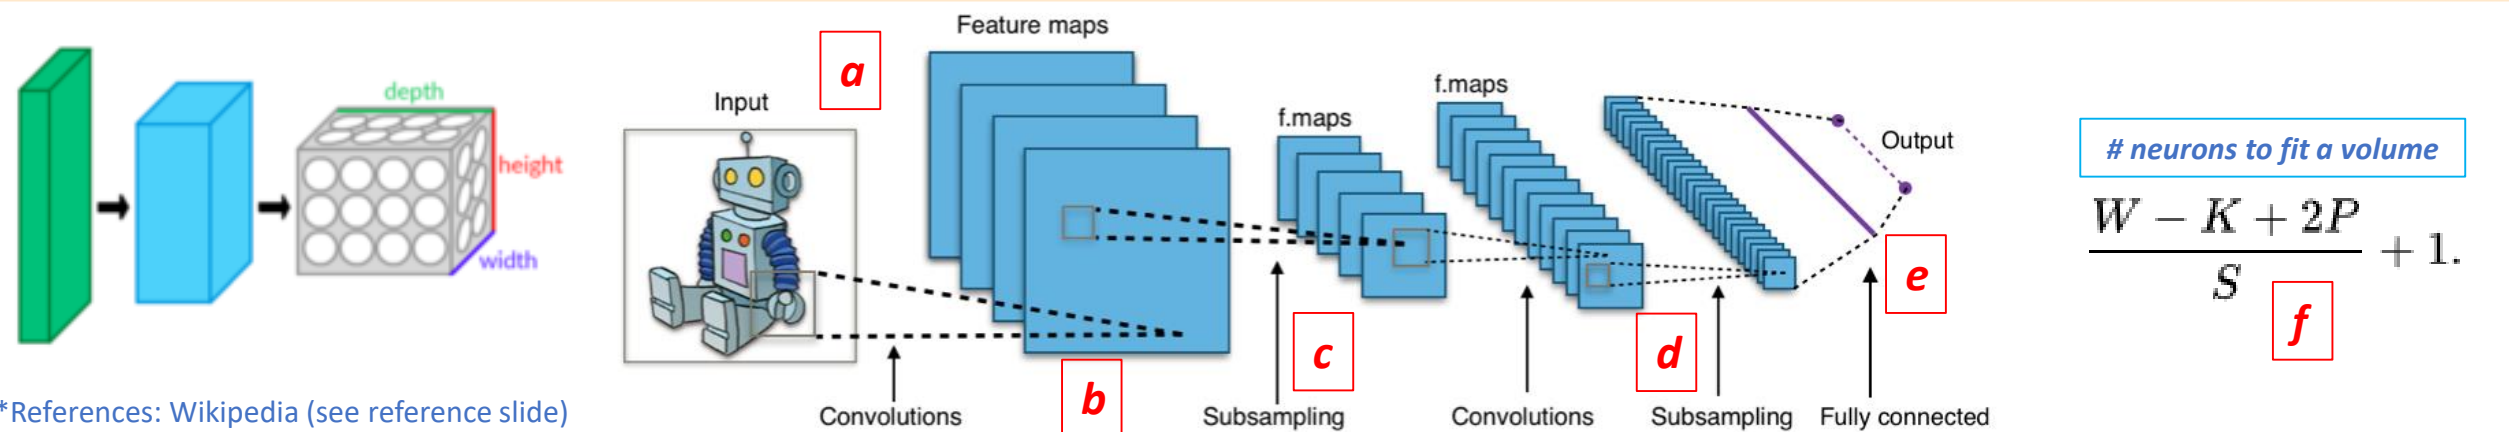 depth
height
width
*References: Wikipedia (see reference slide)
Feature maps
a
Input
f.maps
f.maps
Output
b
c
d
e
Convolutions
Subsampling
Convolutions
Subsampling
Fully connected
# neurons to fit a volume
W − K + 2P
S
+ 1.
f